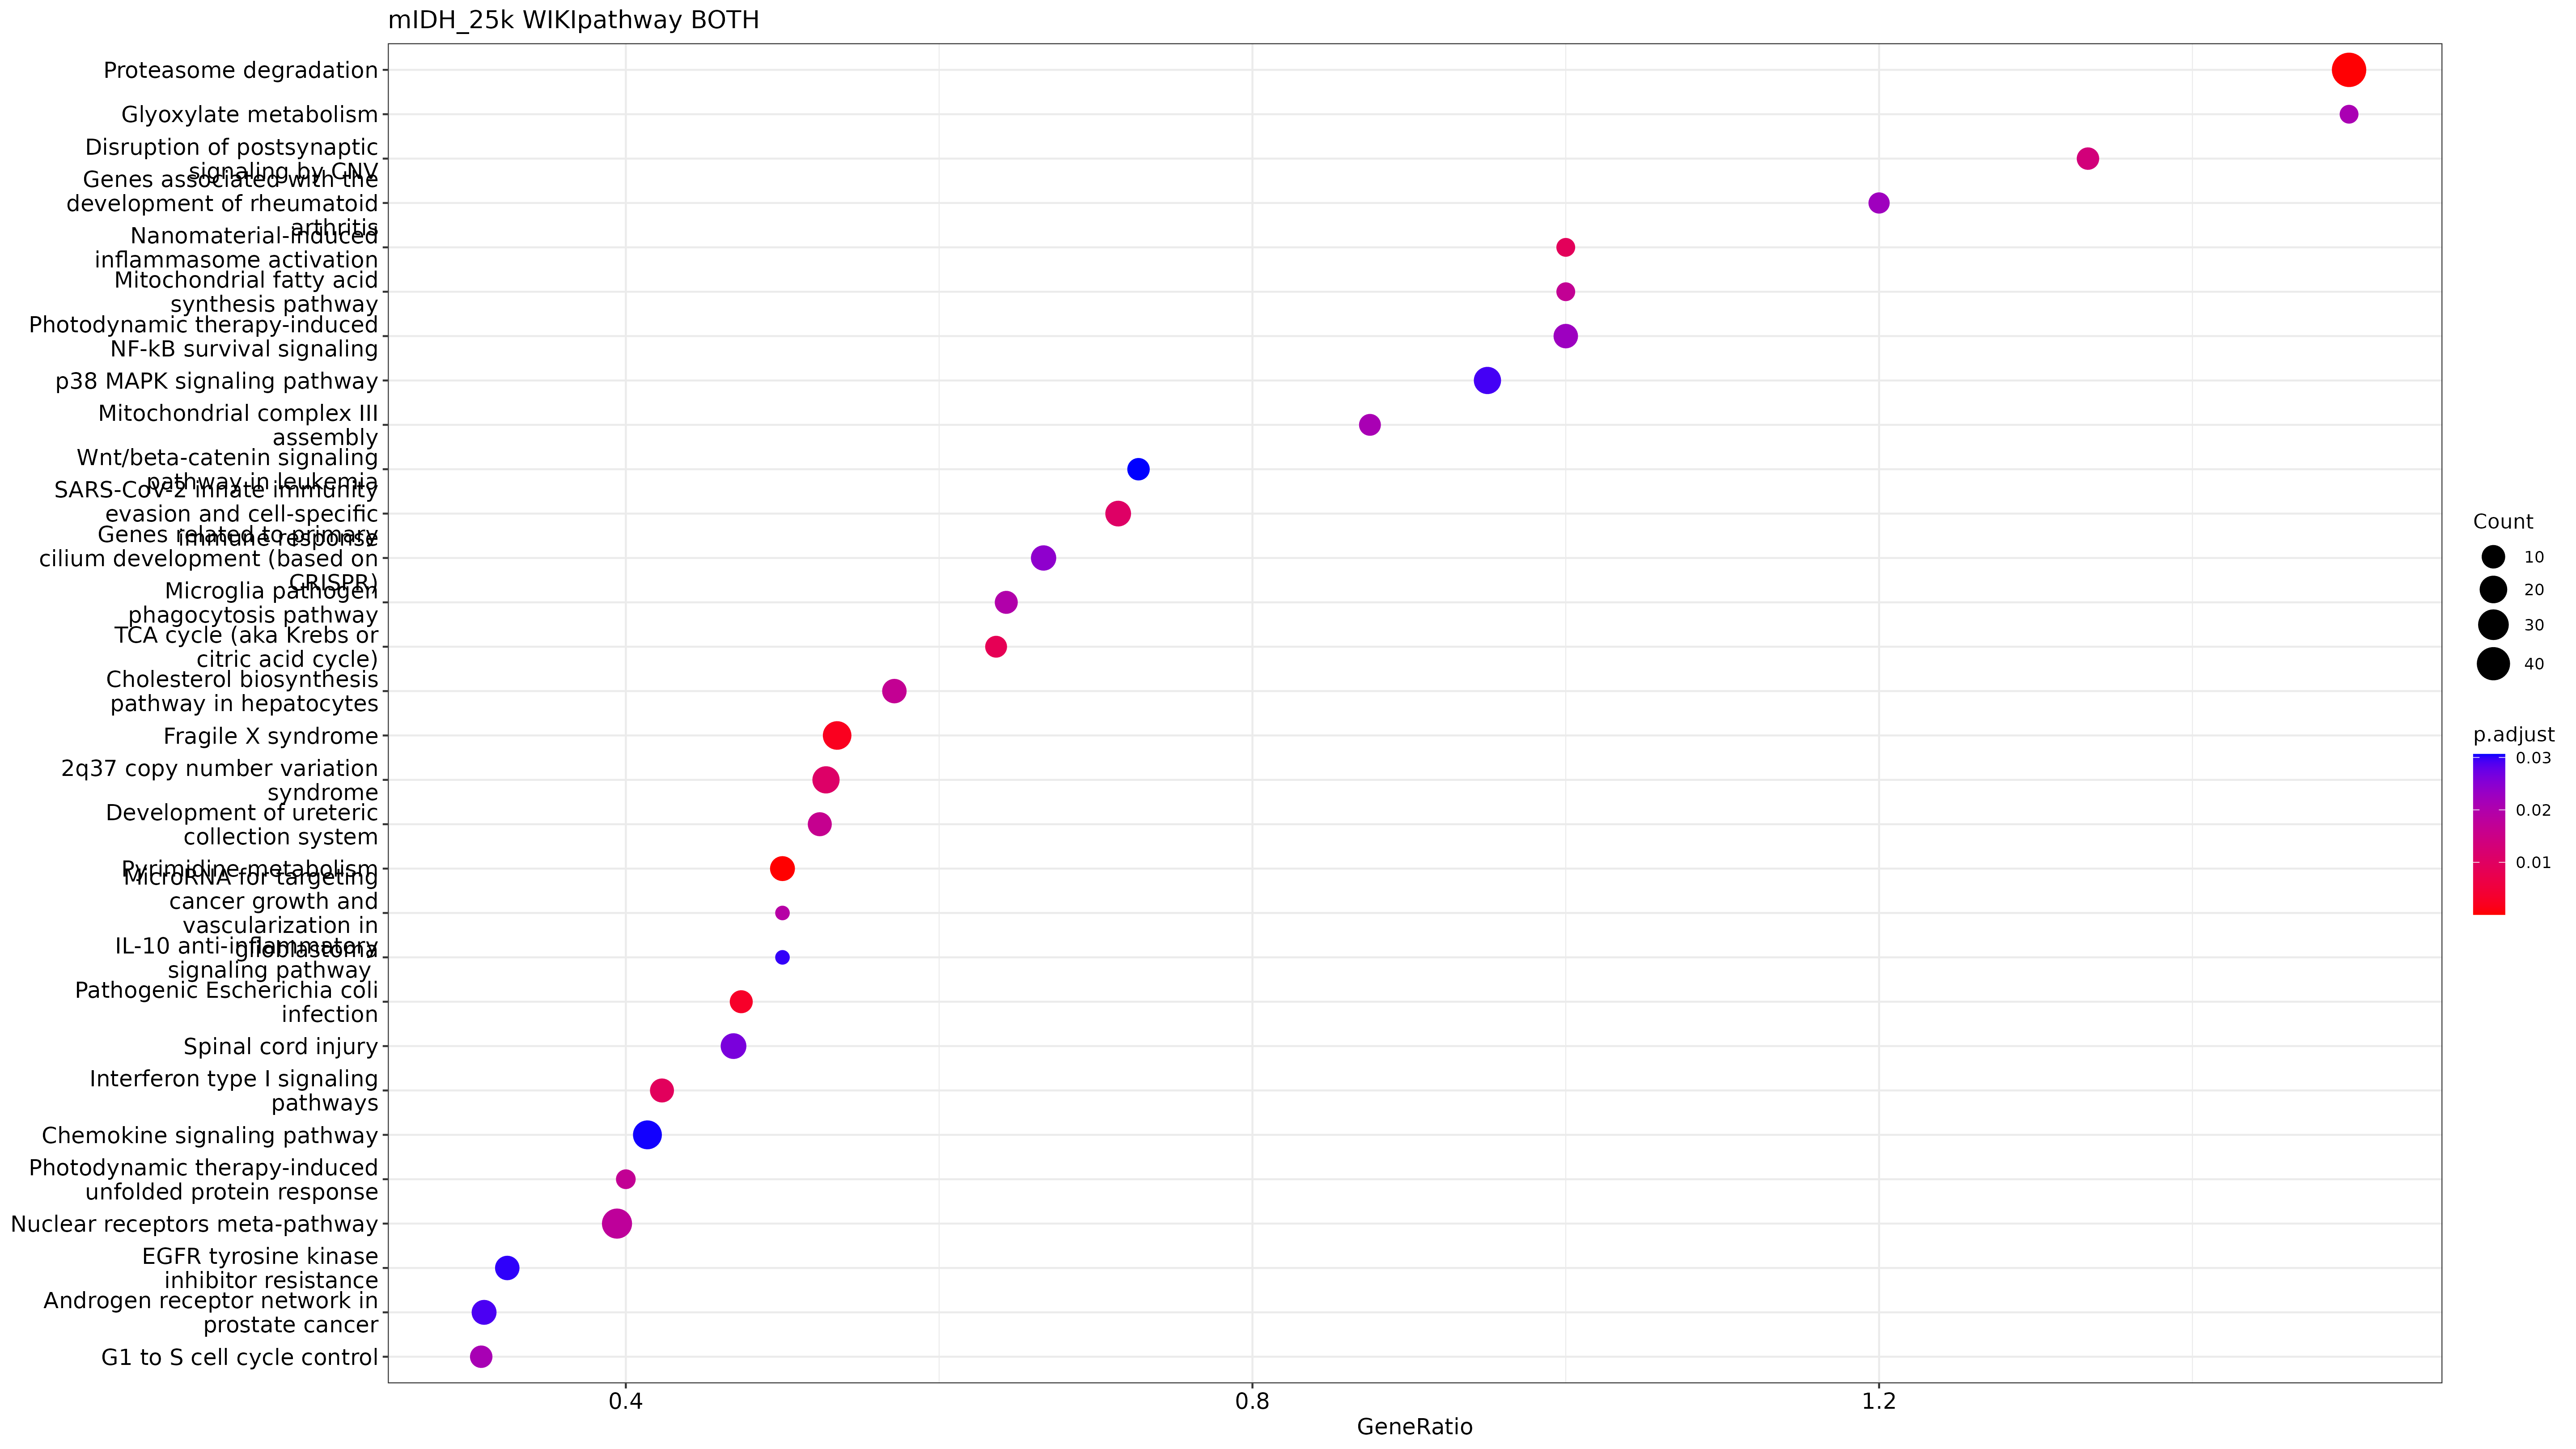 mIDH_25k WIKIpathway BOTH
Proteasome degradation
Glyoxylate metabolism
Disruption of postsynaptic
signaling by CNV
Genes associated with the
development of rheumatoid
arthritis
Nanomaterial-induced
inflammasome activation
Mitochondrial fatty acid
synthesis pathway
Photodynamic therapy-induced
NF-kB survival signaling
p38 MAPK signaling pathway
Mitochondrial complex III
assembly
Wnt/beta-catenin signaling
pathway in leukemia
SARS-CoV-2 innate immunity
evasion and cell-specific
immune response
Genes related to primary
cilium development (based on
CRISPR)
Microglia pathogen
phagocytosis pathway
TCA cycle (aka Krebs or
citric acid cycle)
Cholesterol biosynthesis
pathway in hepatocytes
Fragile X syndrome
2q37 copy number variation
syndrome
Development of ureteric
collection system
Pyrimidine metabolism
MicroRNA for targeting
cancer growth and
vascularization in
glioblastoma
IL-10 anti-inflammatory
signaling pathway
Pathogenic Escherichia coli
infection
Spinal cord injury
Interferon type I signaling
pathways
Chemokine signaling pathway
Photodynamic therapy-induced
unfolded protein response
Nuclear receptors meta-pathway
EGFR tyrosine kinase
inhibitor resistance
Androgen receptor network in
prostate cancer
G1 to S cell cycle control
0.4
0.8
1.2
GeneRatio
Count
10
20
30
40
p.adjust
0.03
0.02
0.01